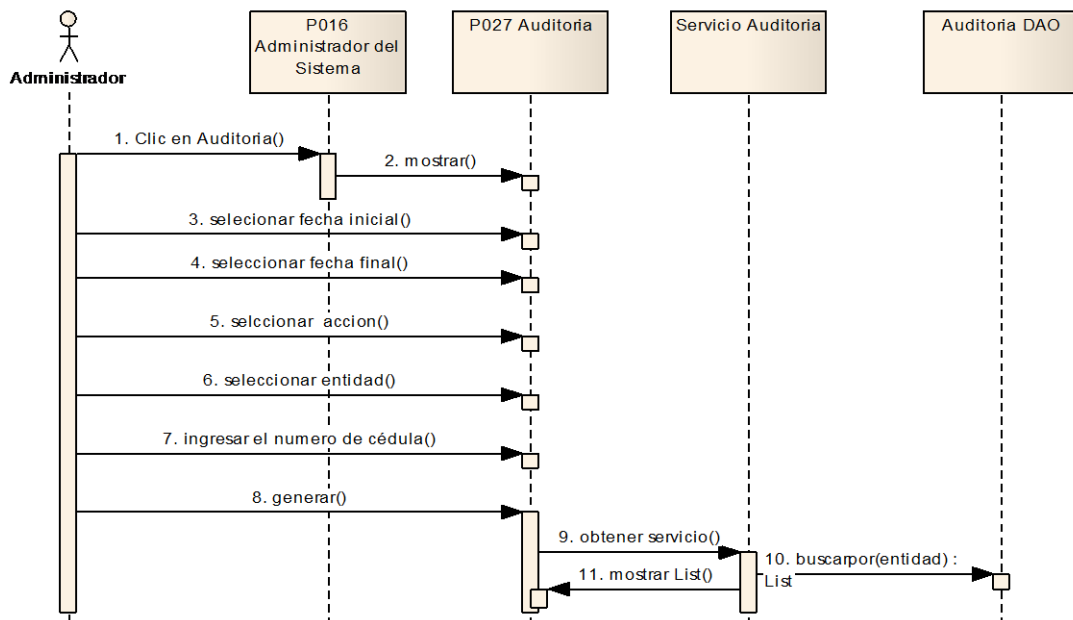 P016
Administrador del
Sistema
P027 Auditoria
Servicio Auditoria
Auditoria DAO
Administrador
1. Clic en Auditoria()
2. mostrar()
3. selecionar fecha inicial()
4. seleccionar fecha final()
5. selccionar accion()
6. seleccionar entidad()
7. ingresar el numero de cédula()
8. generar()
9. obtener servicio()
10. buscarpor(entidad) :
List
11. mostrar List()